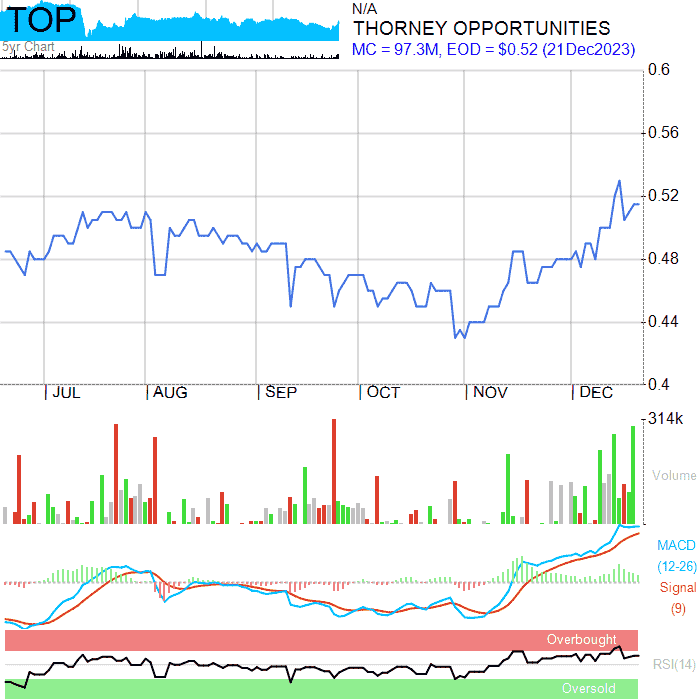 TOP
5yr Chart
N/A
THORNEY OPPORTUNITIES
MC = 97.3M, EOD = $0.52 (21Dec2023)
0.6
0.56
0.52
0.48
0.44
0.4
JUL AUG SEP OCT NOV DEC
314k
Volume
MACD
(12-26)
Signal
(9)
Overbought
RSI(14)
Oversold